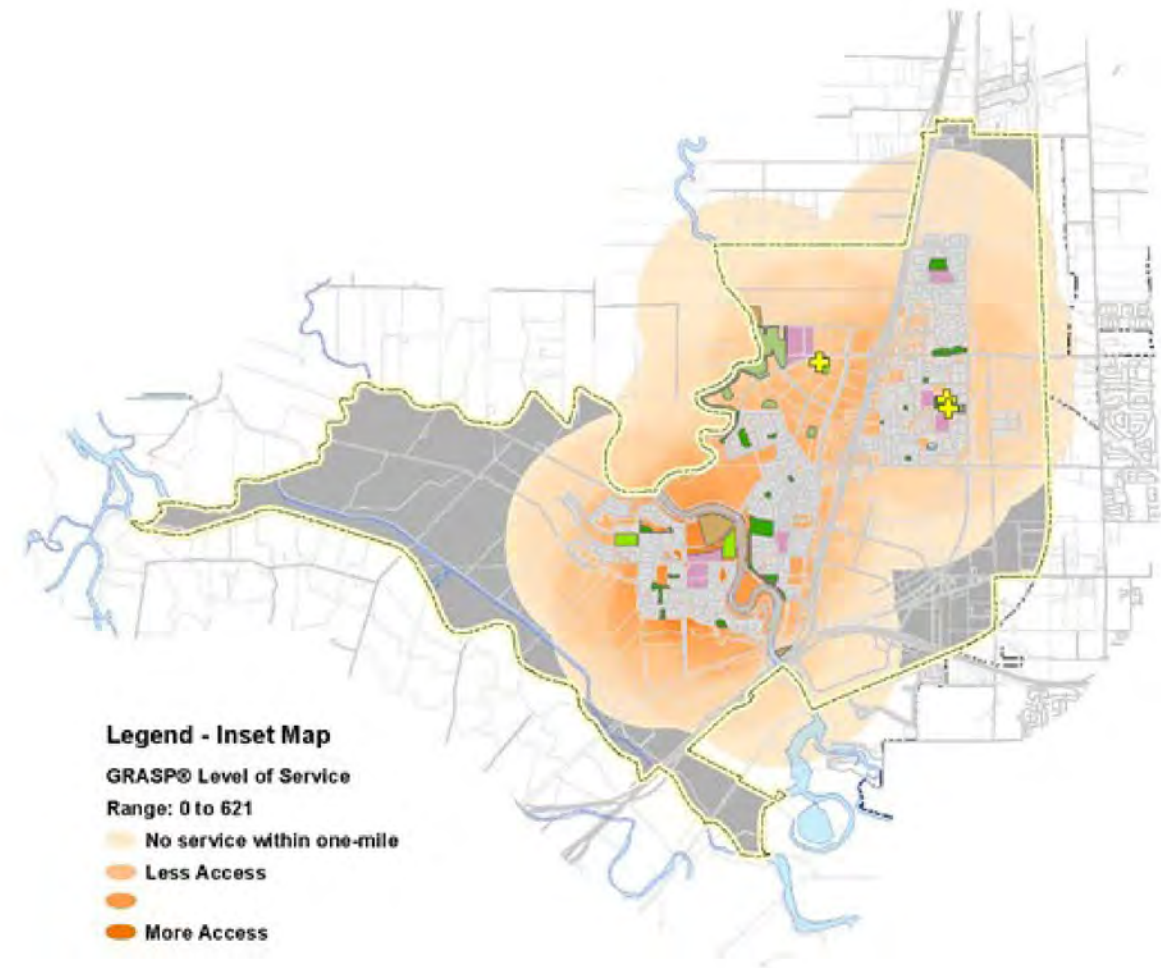 Legend - Inset Map
GRASP® Level of Service
Range: 0 to 621
No service within one-mile
Less Access
More Access